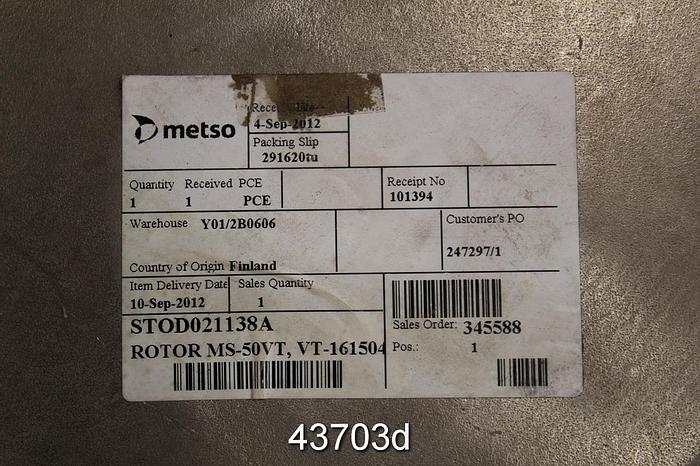 metso
Rece
4-Sep-2012
Packing Slip
291620tu
Quantity Received PCE
1 1 PCE
Receipt No
101394
Warehouse Y01/2B0606
Customer's PO
247297/1
Country of Origin Finland
Item Delivery Date Sales Quantity
10-Sep-2012 1
STOD021138A
ROTOR MS-50VT, VT-161504
Sales Order: 345588
Pos.: 1
43703d